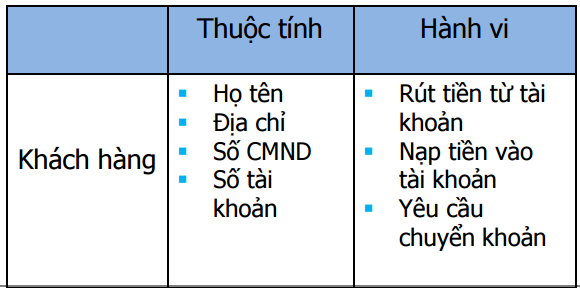 Thuộc tính
Hành vi
Khách hàng
▪ Họ tên
▪ Địa chỉ
▪ Số CMND
▪ Số tài
khoản
▪ Rút tiền từ tài
khoản
▪ Nạp tiền vào
tài khoản
▪ Yêu cầu
chuyển khoản